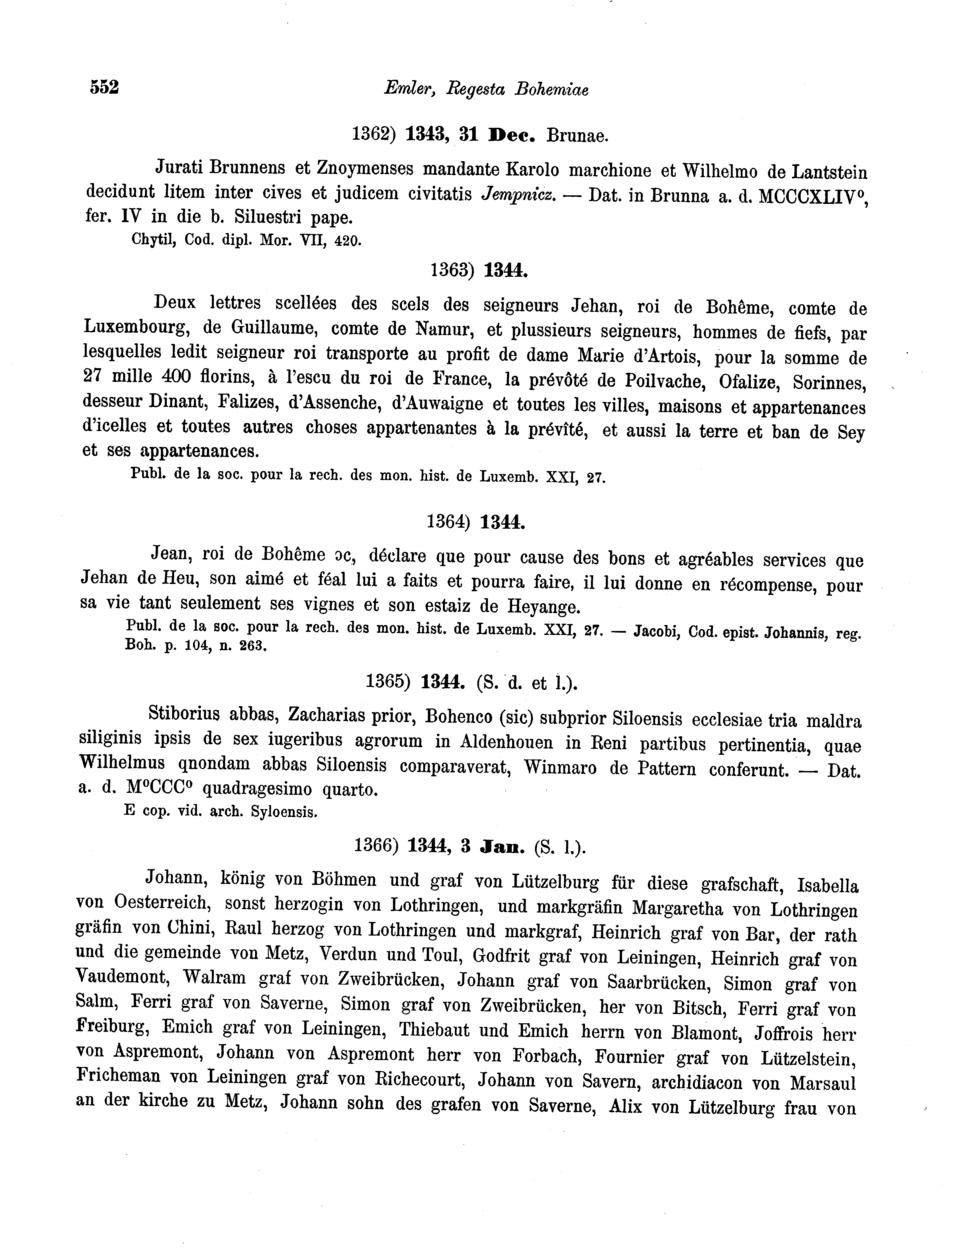 552 Emler, Regesta Bohemiae
1362) 1343, 31 Dec. Brunae.
Jurati Brunnens et Znoymenses mandante Karolo marchione et Wilhelmo de Lantstein
decidunt litem inter cives et judicem civitatis Jempnicz. — Dat. in Brunna a. d. MCCCXLIVº,
fer. IV in die b. Siluestri pape.
Chytil, Cod. dipl. Mor. VII, 420.
1363) 1344.
Deux lettres scellées des scels des seigneurs Jehan, roi de Bohême, comte de
Luxembourg, de Guillaume, comte de Namur, et plussieurs seigneurs, hommes de fiefs, par
lesquelles ledit seigneur roi transporte au profit de dame Marie d'Artois, pour la somme de
27 mille 400 florins, à l'escu du roi de France, la prévôté de Poilvache, Ofalize, Sorinnes,
desseur Dinant, Falizes, d'Assenche, d'Auwaigne et toutes les villes, maisons et appartenances
d'icelles et toutes autres choses appartenantes à la prévîté, et aussi la terre et ban de Sey
et ses appartenances.
Publ. de la soc. pour la rech. des mon. hist. de Luxemb. XXI, 27.
1364) 1344.
Jean, roi de Bohême ɔc, déclare que pour cause des bons et agréables services que
Jehan de Heu, son aimé et féal lui a faits et pourra faire, il lui donne en récompense, pour
sa vie tant seulement ses vignes et son estaiz de Heyange.
Publ. de la soc. pour la rech. des mon. hist. de Luxemb. XXI, 27. — Jacobi, Cod. epist. Johannis, reg.
Boh. p. 104, n. 263.
1365) 1344. (S. d. et l.).
Stiborius abbas, Zacharias prior, Bohenco (sic) subprior Siloensis ecclesiae tria maldra
siliginis ipsis de sex iugeribus agrorum in Aldenhouen in Reni partibus pertinentia, quae
Wilhelmus qnondam abbas Siloensis comparaverat, Winmaro de Pattern conferunt. — Dat.
a. d. MºCCCº quadragesimo quarto.
E cop. vid. arch. Syloensis.
1366) 1344, 3 Jan. (S. l.).
Johann, könig von Böhmen und graf von Lützelburg für diese grafschaft, Isabella
von Oesterreich, sonst herzogin von Lothringen, und markgräfin Margaretha von Lothringen
gräfin von Chini, Raul herzog von Lothringen und markgraf, Heinrich graf von Bar, der rath
und die gemeinde von Metz, Verdun und Toul, Godfrit graf von Leiningen, Heinrich graf von
Vaudemont, Walram graf von Zweibrücken, Johann graf von Saarbrücken, Simon graf von
Salm, Ferri graf von Saverne, Simon graf von Zweibrücken, her von Bitsch, Ferri graf von
Freiburg, Emich graf von Leiningen, Thiebaut und Emich herrn von Blamont, Joffrois herr
von Aspremont, Johann von Aspremont herr von Forbach, Fournier graf von Lützelstein,
Fricheman von Leiningen graf von Richecourt, Johann von Savern, archidiacon von Marsaul
an der kirche zu Metz, Johann sohn des grafen von Saverne, Alix von Lützelburg frau von